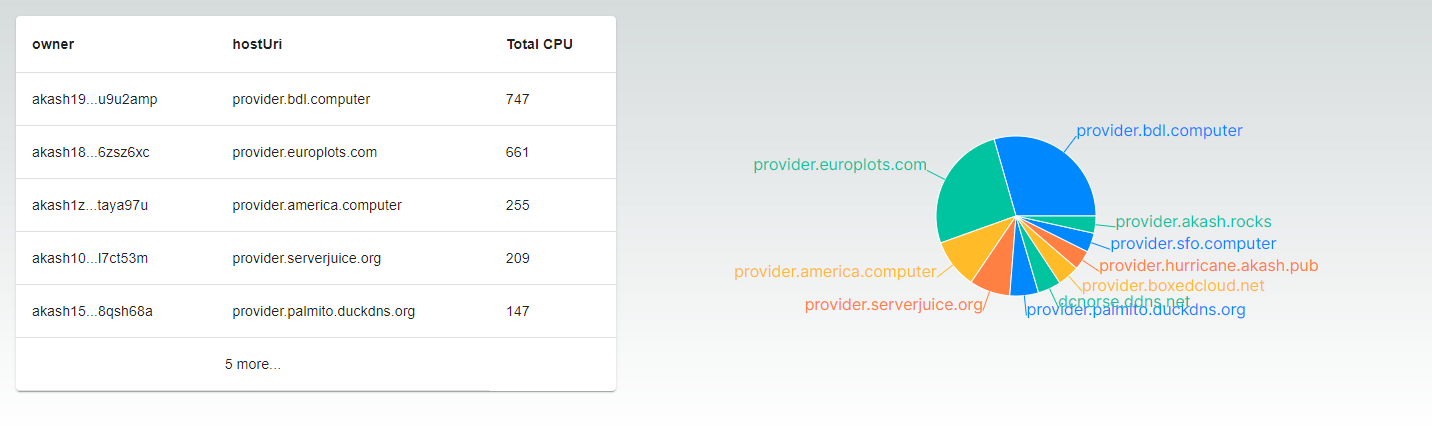 owner hostUri Total CPU
akash19...u9u2amp provider.bdl.computer 747
akash18...6zsz6xc provider.europlots.com 661
akash1z...taya97u provider.america.computer 255
akash10...l7ct53m provider.serverjuice.org 209
akash15...8qsh68a provider.palmito.duckdns.org 147
5 more...
provider.bdl.computer
provider.europlots.com
provider.akash.rocks
provider.sfo.computer
provider.hurricane.akash.pub
provider.america.computer
provider.boxedcloud.net
dcnorse.ddns.net
provider.serverjuice.org
provider.palmito.duckdns.org